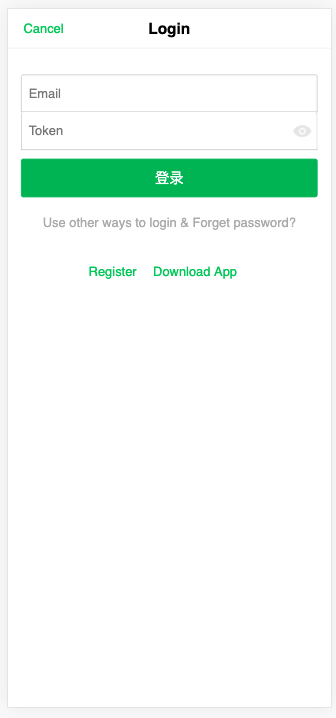 Cancel Login
Email
Token
登录
Use other ways to login & Forget password?
Register Download App